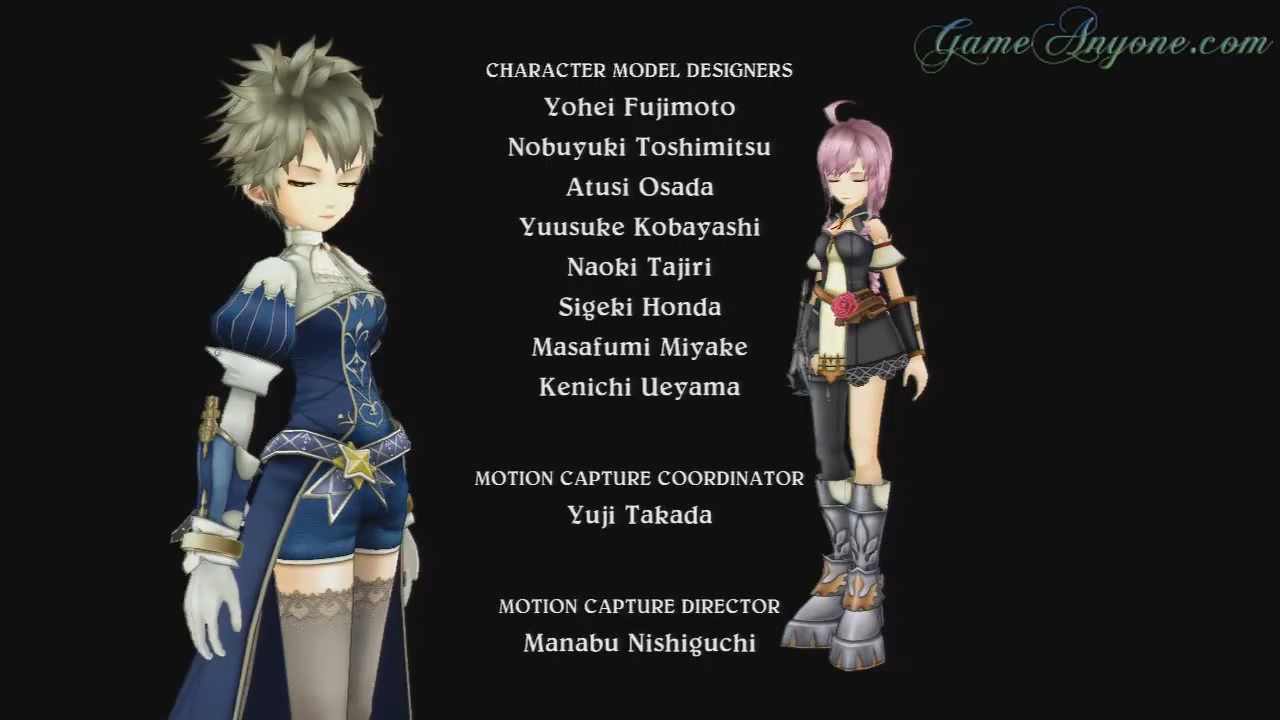 GameAnyone.com
CHARACTER MODEL DESIGNERS
Yohei Fujimoto
Nobuyuki Toshimitsu
Atusi Osada
Yuusuke Kobayashi
Naoki Tajiri
Sigeki Honda
Masafumi Miyake
Kenichi Ueyama
MOTION CAPTURE COORDINATOR
Yuji Takada
MOTION CAPTURE DIRECTOR
Manabu Nishiguchi